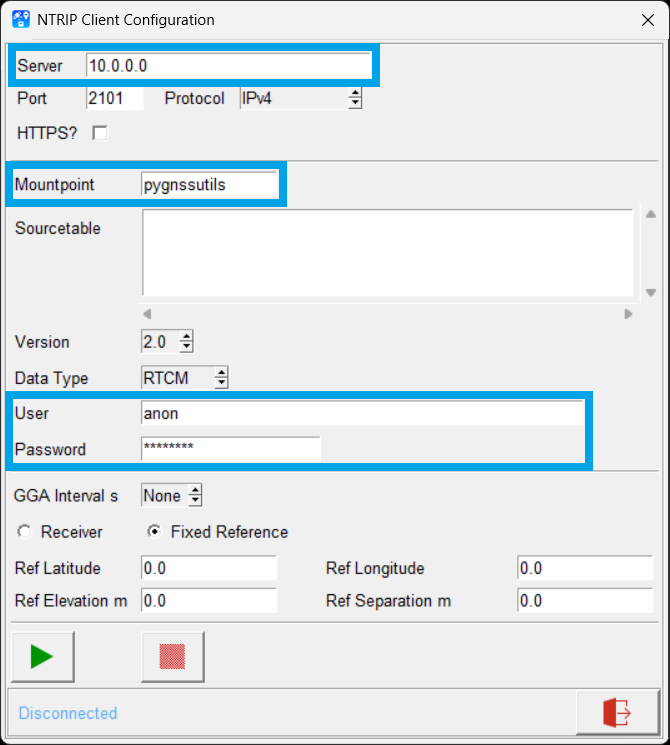 NTRIP Client Configuration
Server 10.0.0.0
Port 2101 Protocol IPv4
HTTPS?
Mountpoint pygnssutils
Sourcetable
Version 2.0
Data Type RTCM
User anon
Password ********
GGA Interval s None
Receiver Fixed Reference
Ref Latitude 0.0 Ref Longitude 0.0
Ref Elevation m 0.0 Ref Separation m 0.0
Disconnected